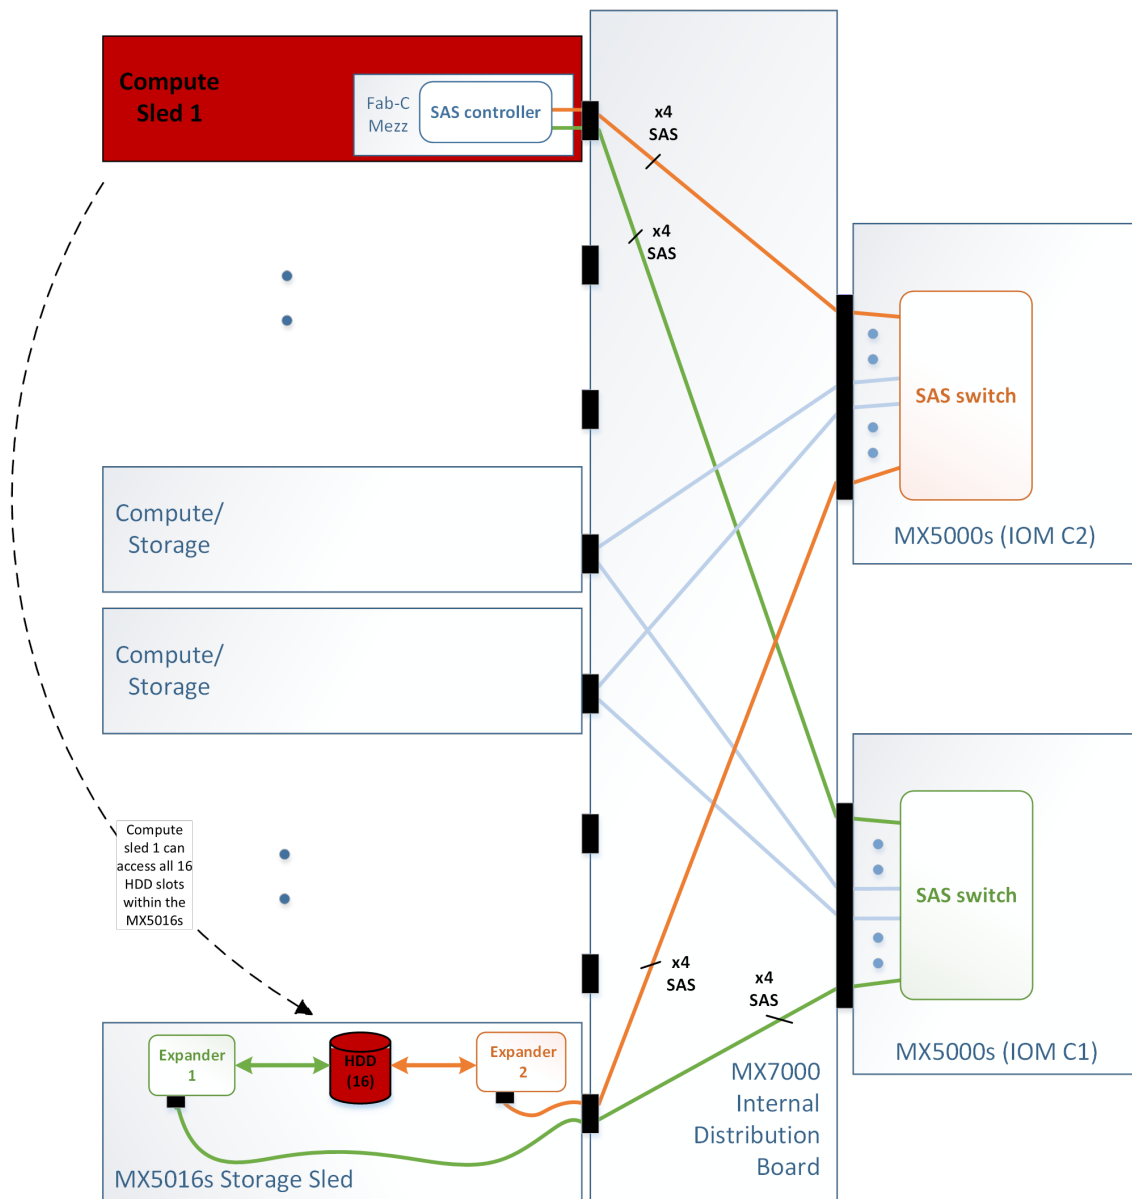 Compute
Sled 1
Fab-C
Mezz
SAS controller
x4
SAS
x4
SAS
SAS switch
MX5000s (IOM C2)
Compute/
Storage
Compute/
Storage
Compute
sled 1 can
access all 16
HDD slots
within the
MX5016s
SAS switch
MX5000s (IOM C1)
x4
SAS
x4
SAS
Expander
1
HDD
(16)
Expander
2
MX5016s Storage Sled
MX7000
Internal
Distribution
Board